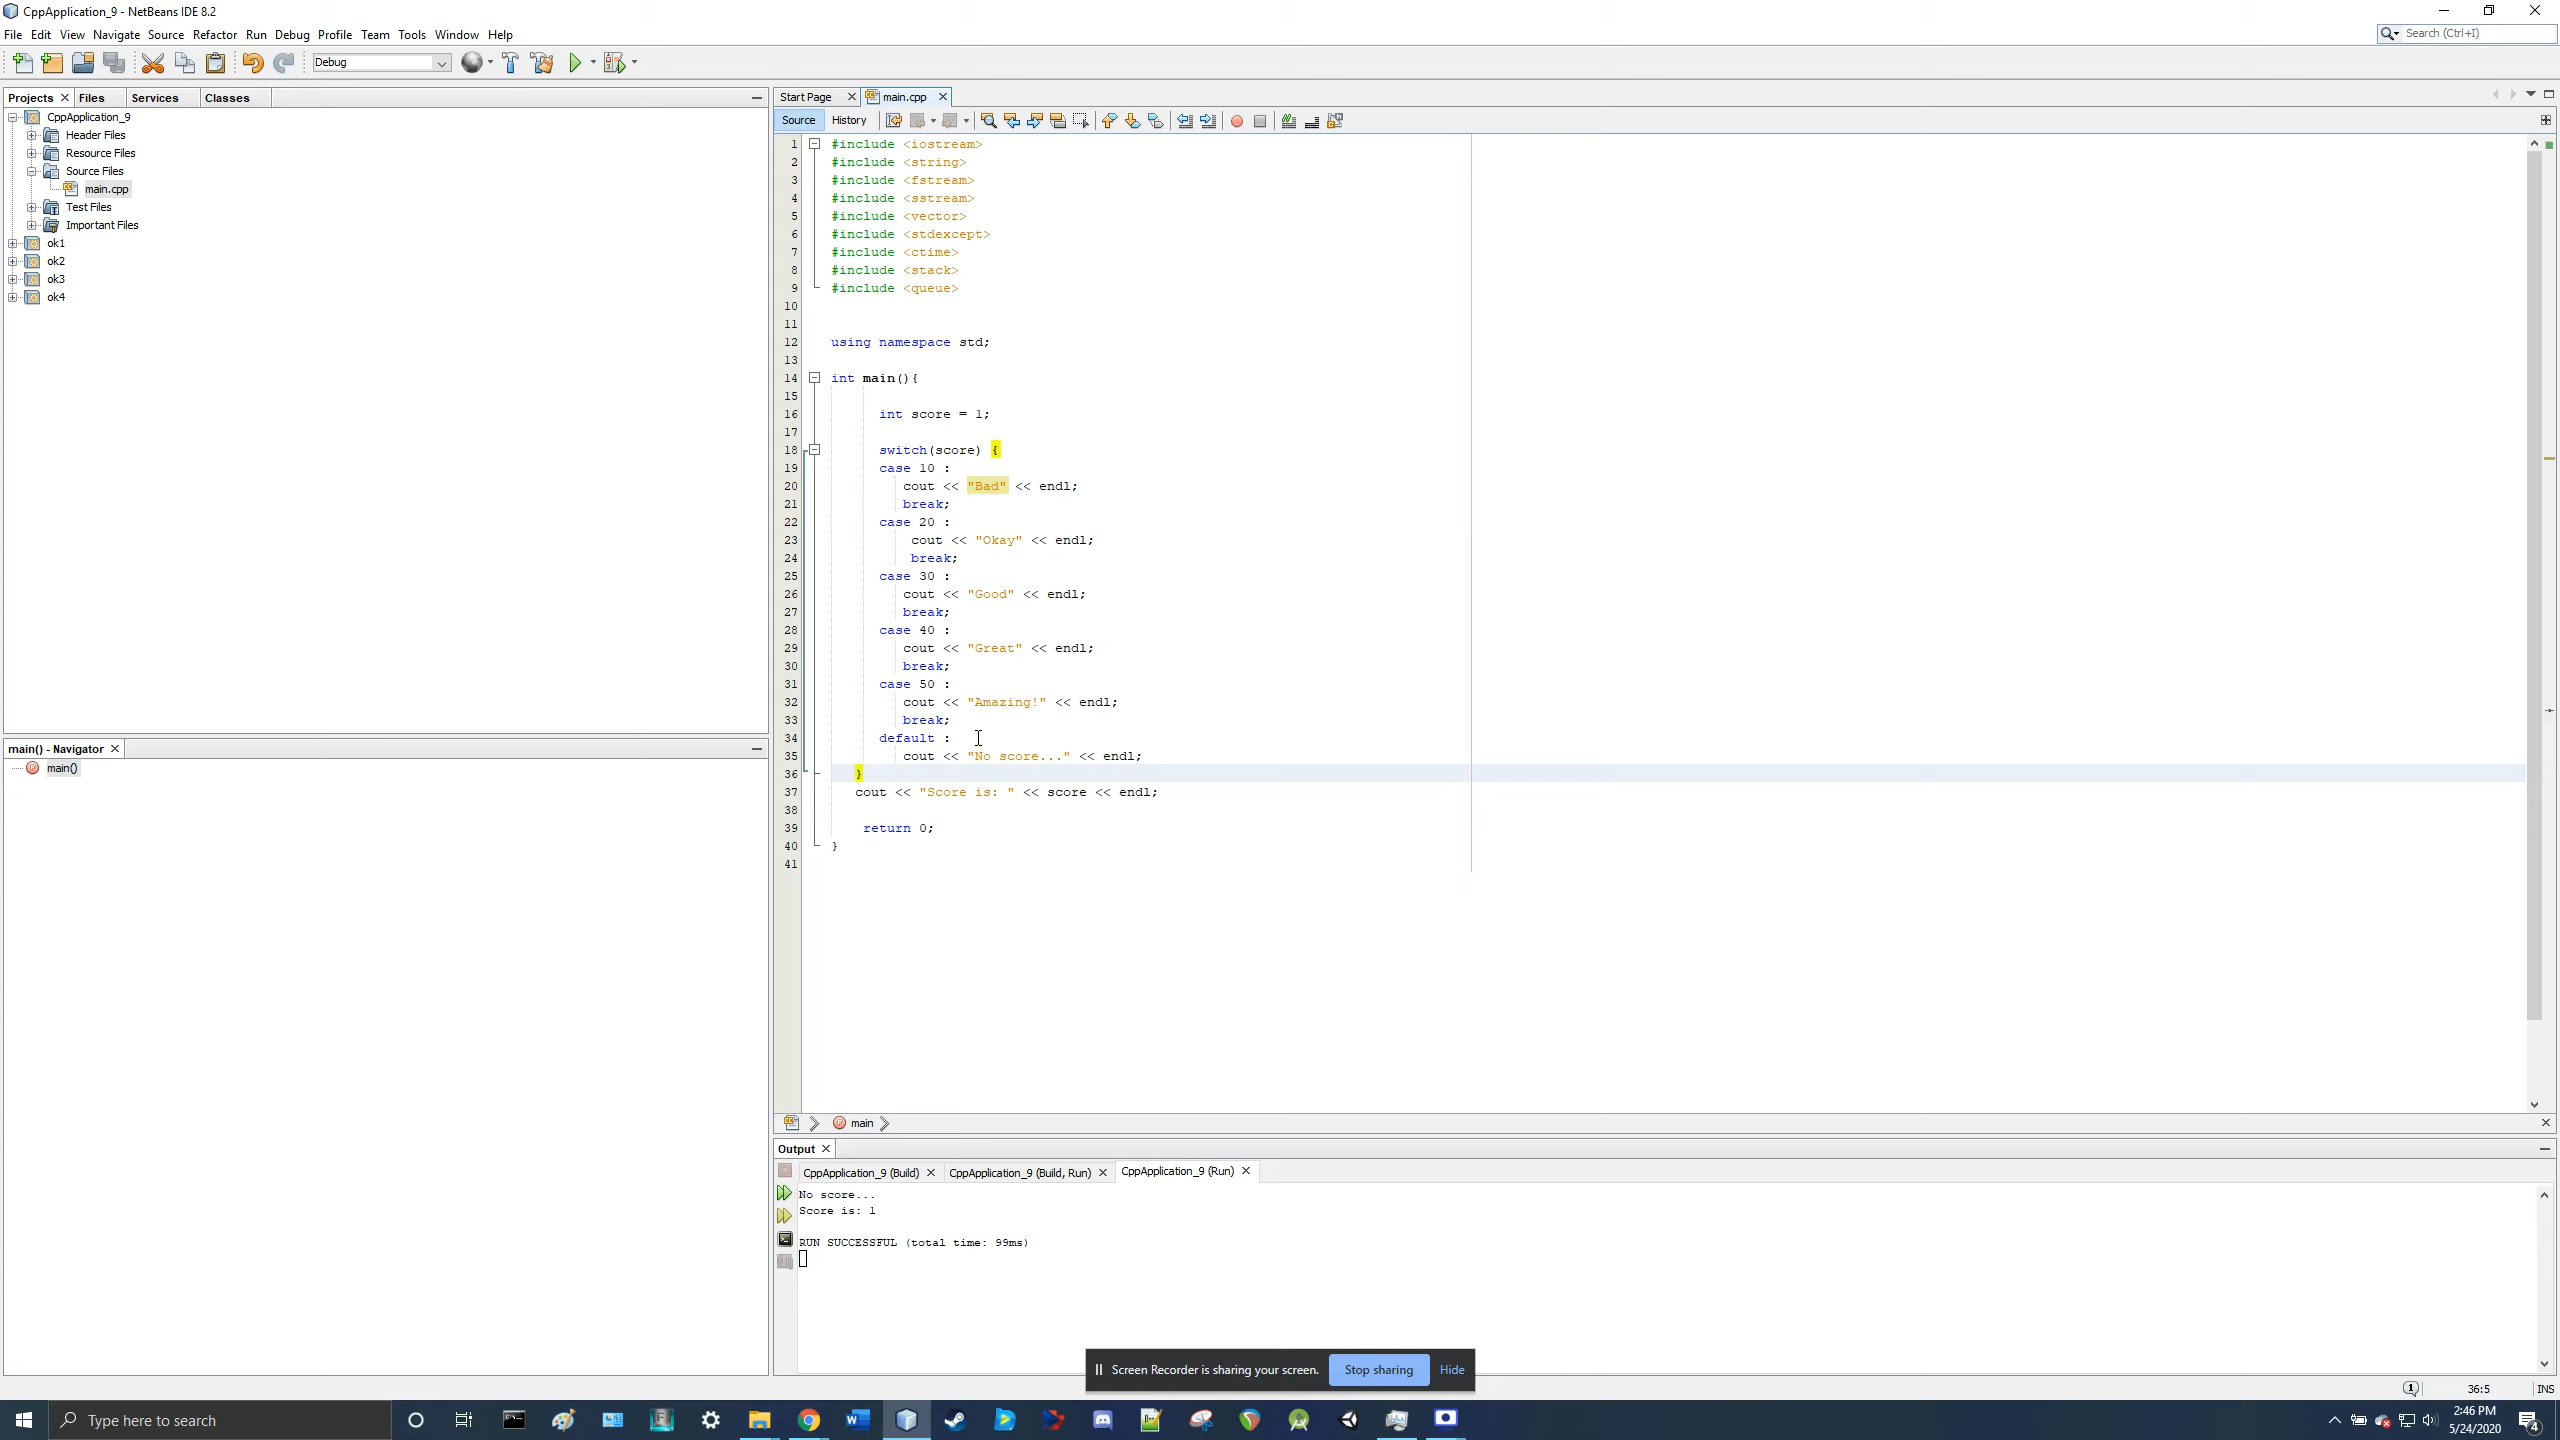 CppApplication_9 - NetBeans IDE 8.2
File Edit View Navigate Source Refactor Run Debug Profile Team Tools Window Help
Search (Ctrl+I)
Debug
Projects Files Services Classes
CppApplication_9
Header Files
Resource Files
Source Files
main.cpp
Test Files
Important Files
ok1
ok2
ok3
ok4
main() - Navigator
main()
Start Page main.cpp
Source History
1 #include <iostream>
2 #include <string>
3 #include <fstream>
4 #include <sstream>
5 #include <vector>
6 #include <stdexcept>
7 #include <ctime>
8 #include <stack>
9 #include <queue>
10
11
12 using namespace std;
13
14 int main(){
15
16 int score = 1;
17
18 switch(score) {
19 case 10 :
20 cout << "Bad" << endl;
21 break;
22 case 20 :
23 cout << "Okay" << endl;
24 break;
25 case 30 :
26 cout << "Good" << endl;
27 break;
28 case 40 :
29 cout << "Great" << endl;
30 break;
31 case 50 :
32 cout << "Amazing!" << endl;
33 break;
34 default :
35 cout << "No score..." << endl;
36 }
37 cout << "Score is: " << score << endl;
38
39 return 0;
40 }
41
main
Output
CppApplication_9 (Build) CppApplication_9 (Build, Run) CppApplication_9 (Run)
No score...
Score is: 1
RUN SUCCESSFUL (total time: 99ms)
Screen Recorder is sharing your screen. Stop sharing Hide
1 36:5 INS
Type here to search
2:46 PM
5/24/2020
4